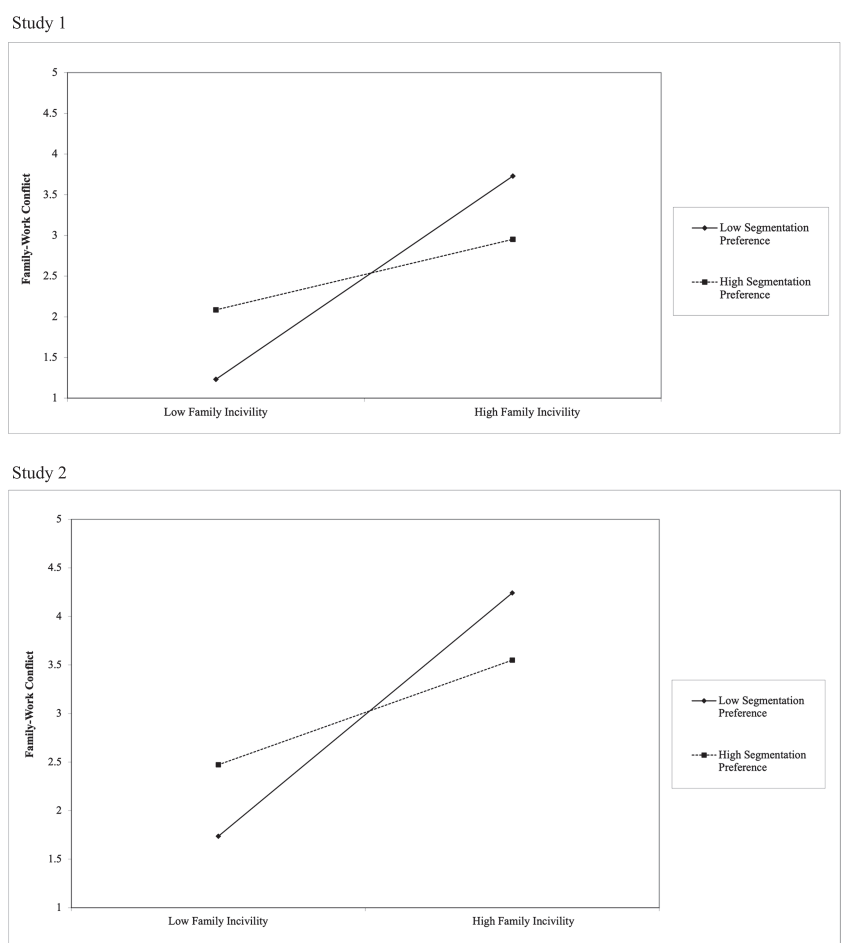 Study 1
5
4.5
4
3.5
3
2.5
2
1.5
1
Family-Work Conflict
Low Family Incivility
High Family Incivility
Low Segmentation
Preference
High Segmentation
Preference
Study 2
5
4.5
4
3.5
3
2.5
2
1.5
1
Family-Work Conflict
Low Family Incivility
High Family Incivility
Low Segmentation
Preference
High Segmentation
Preference